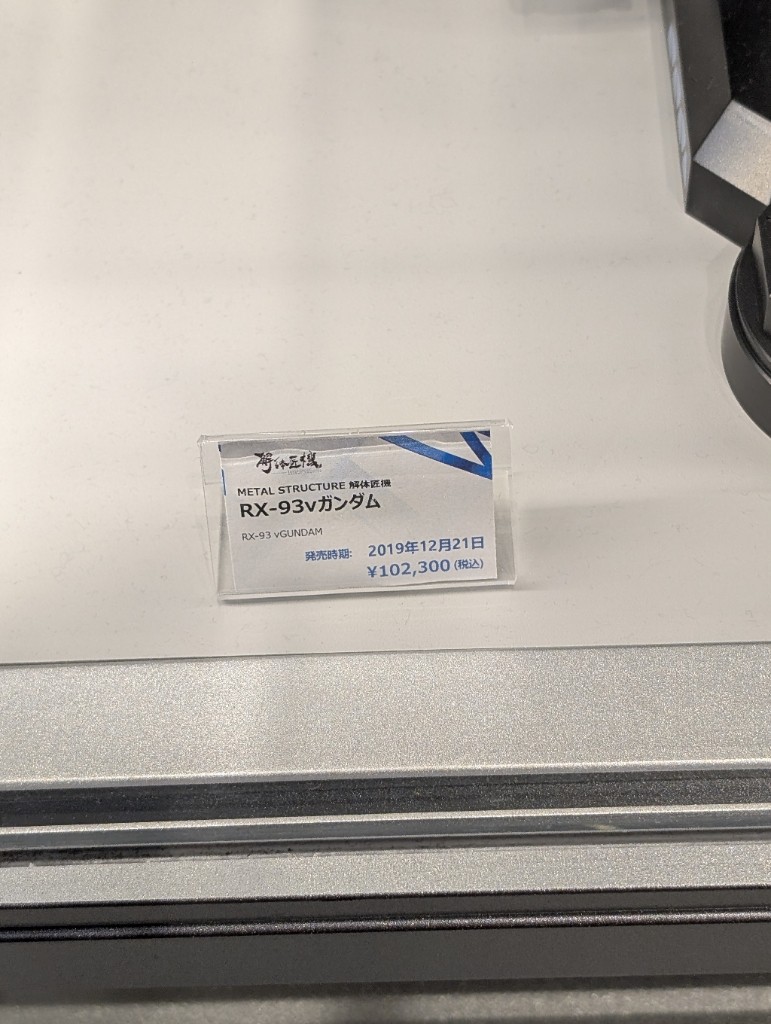 解体匠機
METAL STRUCTURE 解体匠機
RX-93νガンダム
RX-93 νGUNDAM
発売時期: 2019年12月21日
¥102,300(税込)